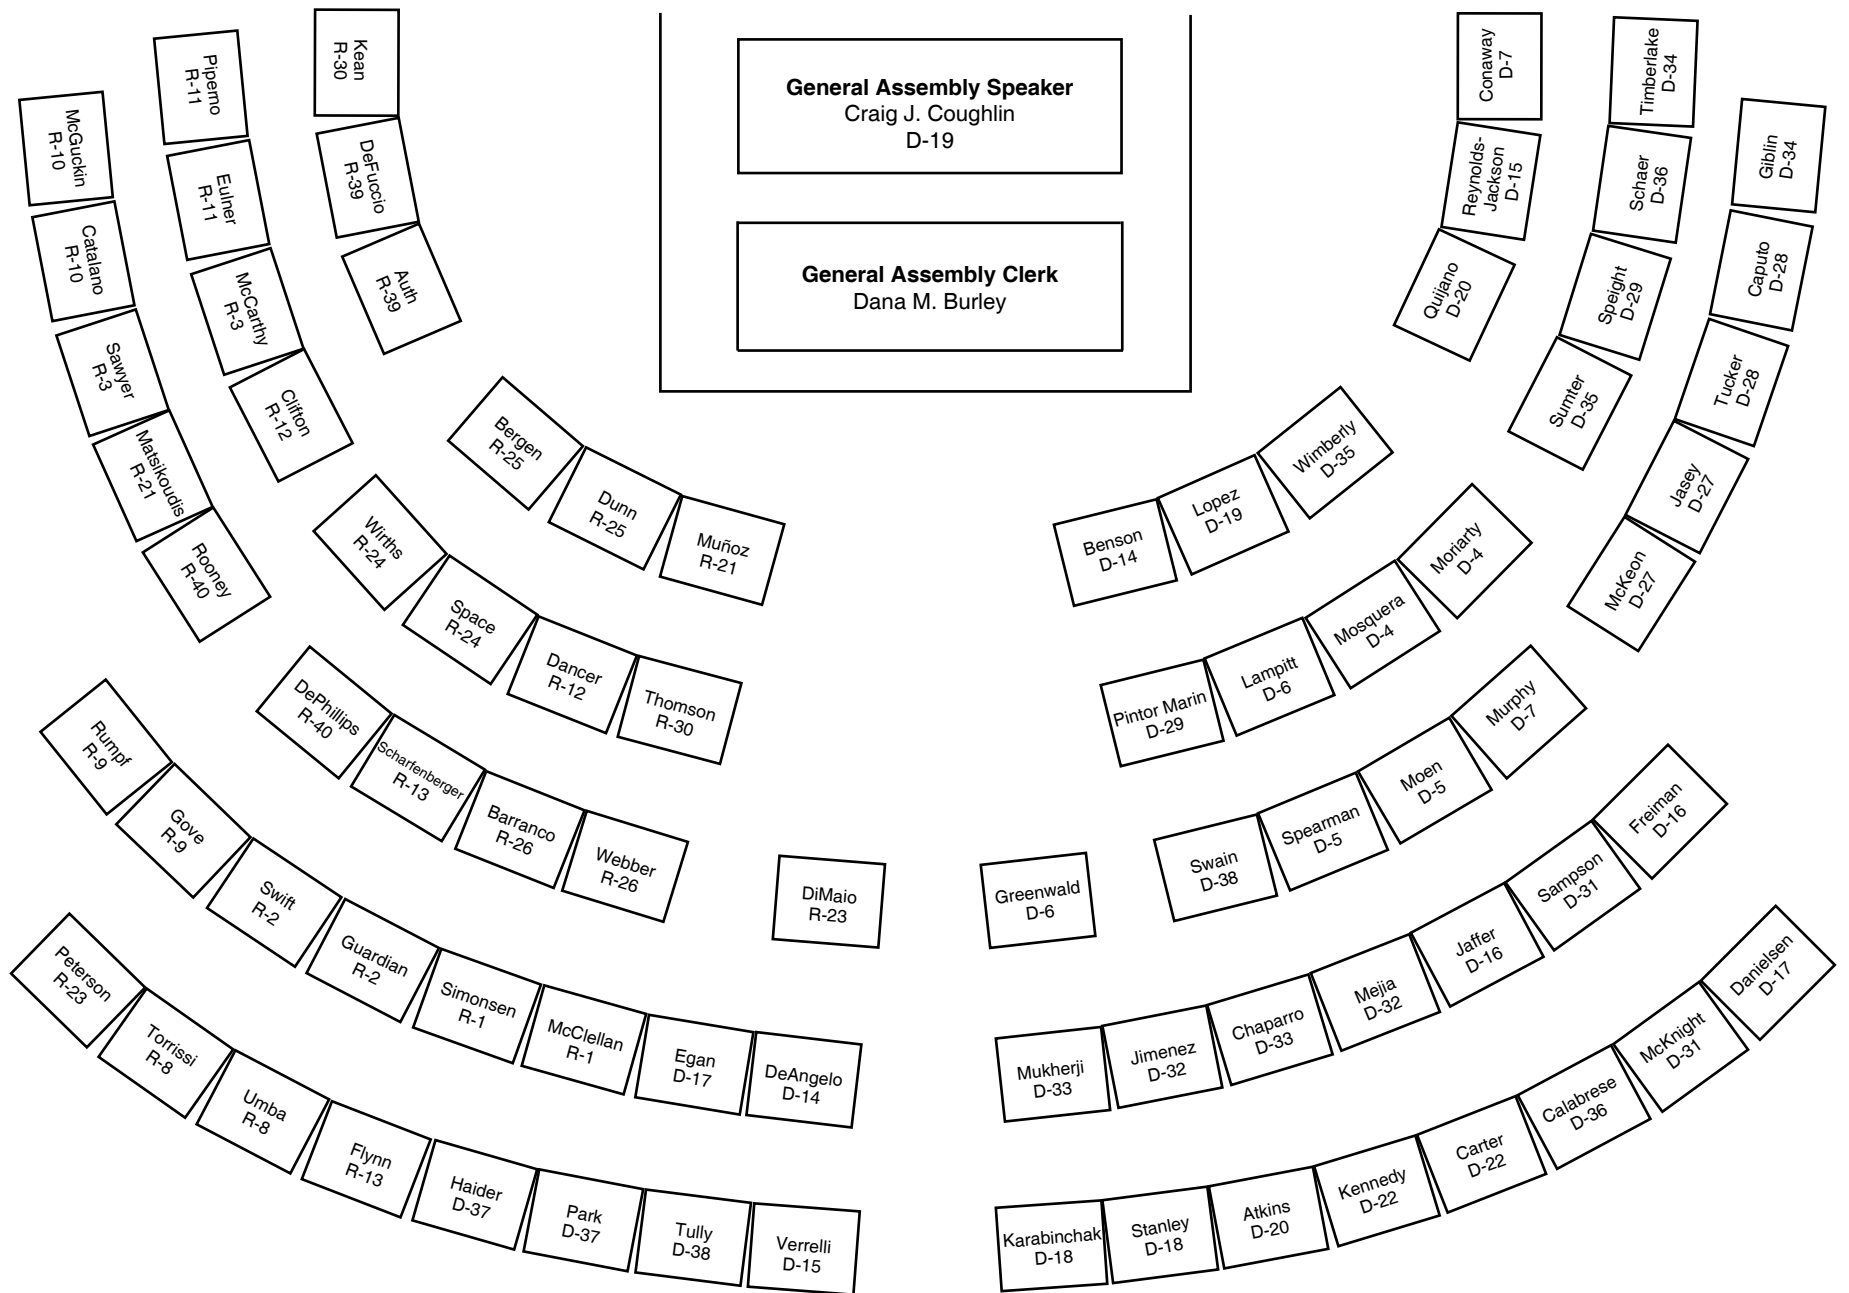 General Assembly Speaker
Craig J. Coughlin
D-19
General Assembly Clerk
Dana M. Burley
Kean
R-30
DeFuccio
R-39
Auth
R-39
Piperno
R-11
Eulner
R-11
McCarthy
R-3
Clifton
R-12
McGuckin
R-10
Catalano
R-10
Sawyer
R-3
Matsikoudis
R-21
Rooney
R-40
Bergen
R-25
Dunn
R-25
Muñoz
R-21
Wirths
R-24
Space
R-24
Dancer
R-12
Thomson
R-30
DePhillips
R-40
Scharfenberger
R-13
Barranco
R-26
Webber
R-26
DiMaio
R-23
Rumpf
R-9
Gove
R-9
Swift
R-2
Guardian
R-2
Simonsen
R-1
McClellan
R-1
Egan
D-17
DeAngelo
D-14
Peterson
R-23
Torrissi
R-8
Umba
R-8
Flynn
R-13
Haider
D-37
Park
D-37
Tully
D-38
Verrelli
D-15
Conaway
D-7
Reynolds-
Jackson
D-15
Quijano
D-20
Timberlake
D-34
Schaer
D-36
Speight
D-29
Sumter
D-35
Giblin
D-34
Caputo
D-28
Tucker
D-28
Jasey
D-27
McKeon
D-27
Benson
D-14
Lopez
D-19
Wimberly
D-35
Pintor Marin
D-29
Lampitt
D-6
Mosquera
D-4
Moriarty
D-4
Greenwald
D-6
Swain
D-38
Spearman
D-5
Moen
D-5
Murphy
D-7
Mukherji
D-33
Jimenez
D-32
Chaparro
D-33
Mejia
D-32
Jaffer
D-16
Sampson
D-31
Freiman
D-16
Karabinchak
D-18
Stanley
D-18
Atkins
D-20
Kennedy
D-22
Carter
D-22
Calabrese
D-36
McKnight
D-31
Danielsen
D-17